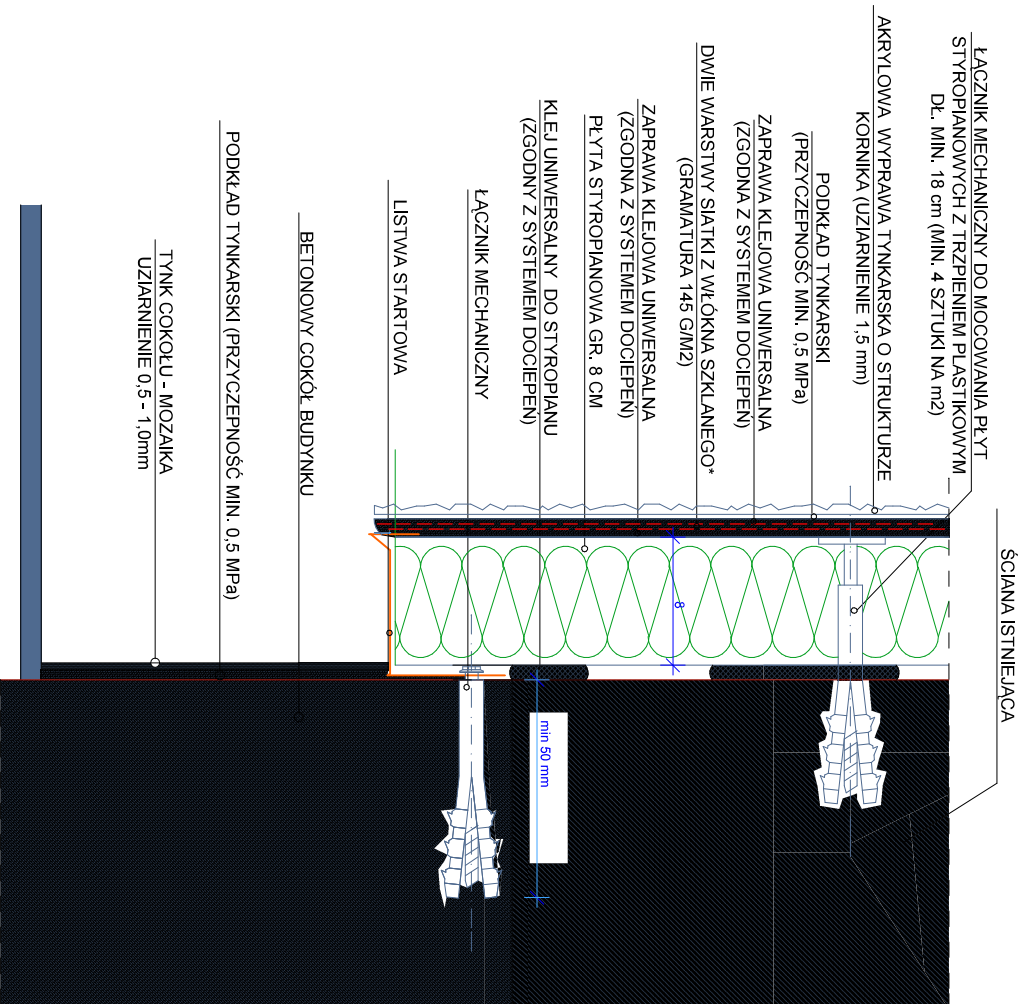 ŚCIANA ISTNIEJĄCA
ŁĄCZNIK MECHANICZNY DO MOCOWANIA PŁYT
STYROPIANOWYCH Z TRZPIENIEM PLASTIKOWYM
DŁ. MIN. 18 cm (MIN. 4 SZTUKI NA m2)
AKRYLOWA WYPRAWA TYNKARSKA O STRUKTURZE
KORNIKA (UZIARNIENIE 1,5 mm)
PODKŁAD TYNKARSKI
(PRZYCZEPNOŚĆ MIN. 0,5 MPa)
ZAPRAWA KLEJOWA UNIWERSALNA
(ZGODNA Z SYSTEMEM DOCIEPEŃ)
DWIE WARSTWY SIATKI Z WŁÓKNA SZKLANEGO*
(GRAMATURA 145 G/M2)
ZAPRAWA KLEJOWA UNIWERSALNA
(ZGODNA Z SYSTEMEM DOCIEPEŃ)
PŁYTA STYROPIANOWA GR. 8 CM
KLEJ UNIWERSALNY DO STYROPIANU
(ZGODNY Z SYSTEMEM DOCIEPEŃ)
ŁĄCZNIK MECHANICZNY
LISTWA STARTOWA
BETONOWY COKÓŁ BUDYNKU
PODKŁAD TYNKARSKI (PRZYCZEPNOŚĆ MIN. 0,5 MPa)
TYNK COKOŁU - MOZAIKA
UZIARNIENIE 0,5 - 1,0mm
8
min 50 mm